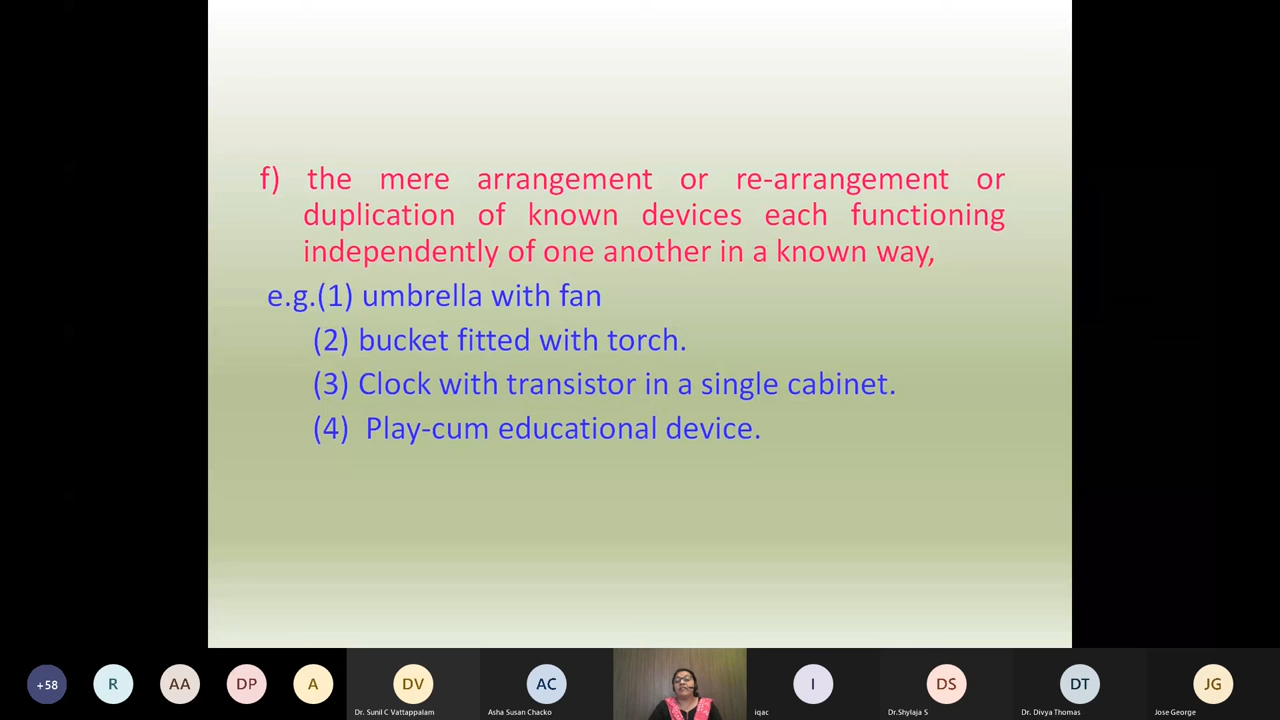 f) the mere arrangement or re-arrangement or
duplication of known devices each functioning
independently of one another in a known way,
e.g.(1) umbrella with fan
(2) bucket fitted with torch.
(3) Clock with transistor in a single cabinet.
(4) Play-cum educational device.
+58
R
AA
DP
A
DV
AC
I
DS
DT
JG
Dr. Sunil C Vattappalam
Asha Susan Chacko
iqac
Dr.Shylaja S
Dr. Divya Thomas
Jose George